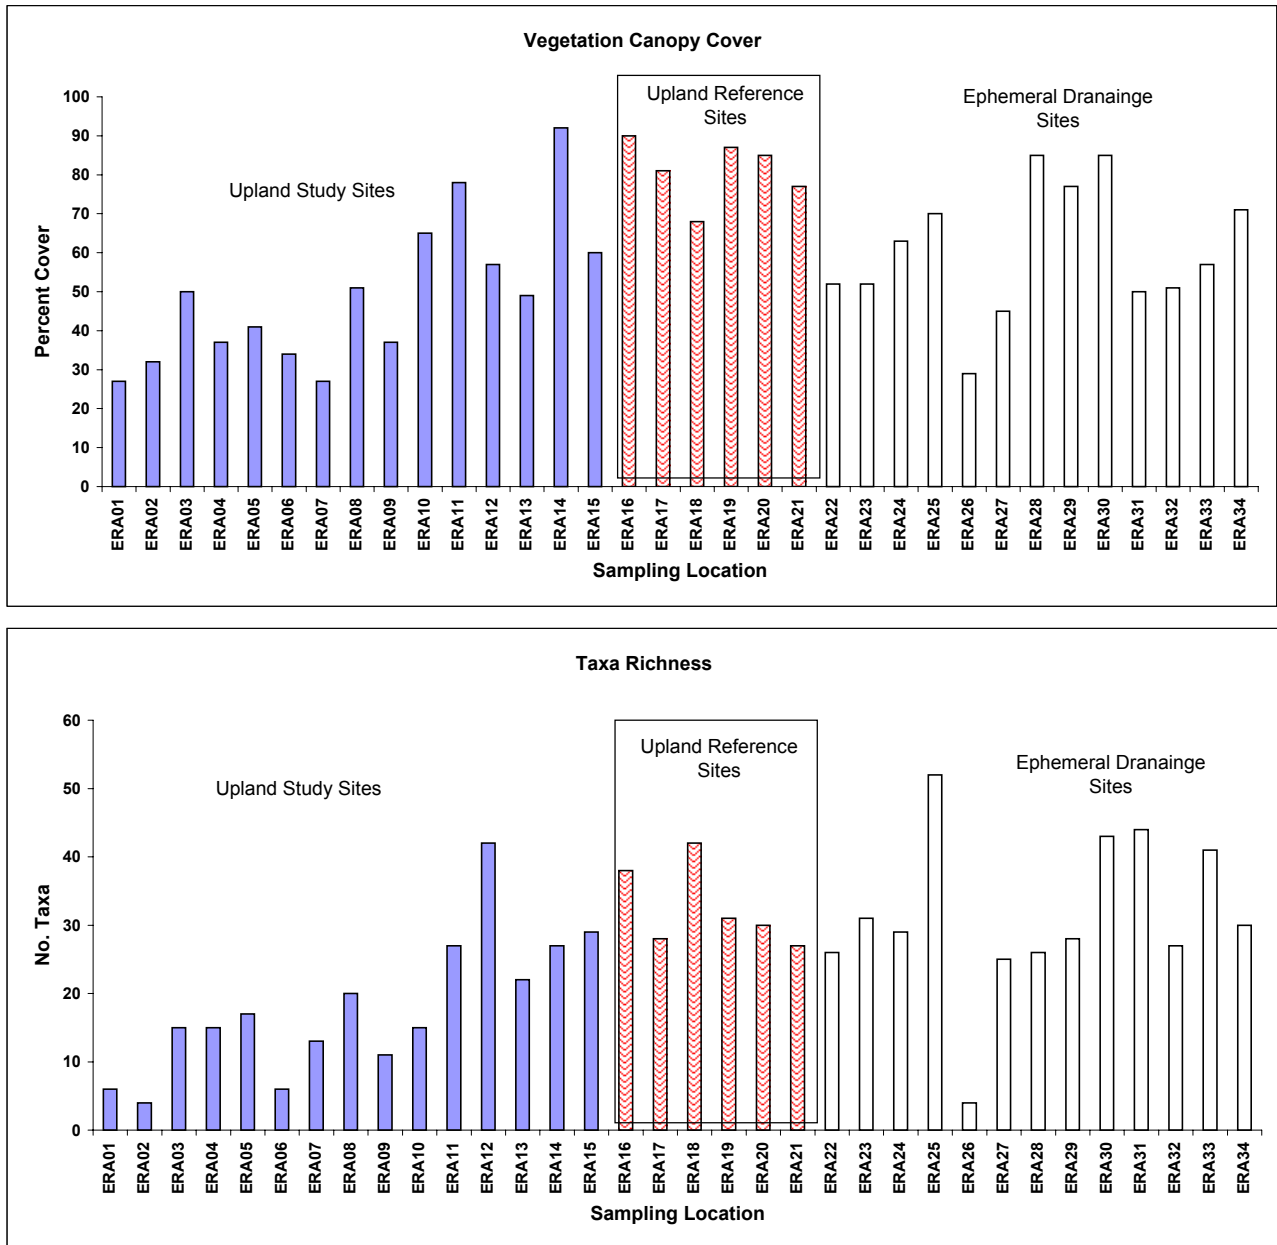 Vegetation Canopy Cover
Upland Reference
Sites
Ephemeral Dranainge
Sites
Upland Study Sites
Percent Cover
100
90
80
70
60
50
40
30
20
10
0
ERA01
ERA02
ERA03
ERA04
ERA05
ERA06
ERA07
ERA08
ERA09
ERA10
ERA11
ERA12
ERA13
ERA14
ERA15
ERA16
ERA17
ERA18
ERA19
ERA20
ERA21
ERA22
ERA23
ERA24
ERA25
ERA26
ERA27
ERA28
ERA29
ERA30
ERA31
ERA32
ERA33
ERA34
Sampling Location
Taxa Richness
Upland Reference
Sites
Ephemeral Dranainge
Sites
Upland Study Sites
No. Taxa
60
50
40
30
20
10
0
ERA01
ERA02
ERA03
ERA04
ERA05
ERA06
ERA07
ERA08
ERA09
ERA10
ERA11
ERA12
ERA13
ERA14
ERA15
ERA16
ERA17
ERA18
ERA19
ERA20
ERA21
ERA22
ERA23
ERA24
ERA25
ERA26
ERA27
ERA28
ERA29
ERA30
ERA31
ERA32
ERA33
ERA34
Sampling Location